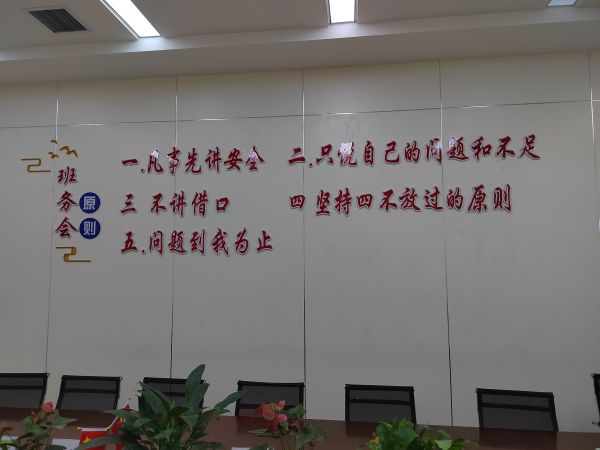 班务会
原则
一.凡事先讲安全 二.只说自己的问题和不足
三 不讲借口 四 坚持四不放过的原则
五.问题到我为止